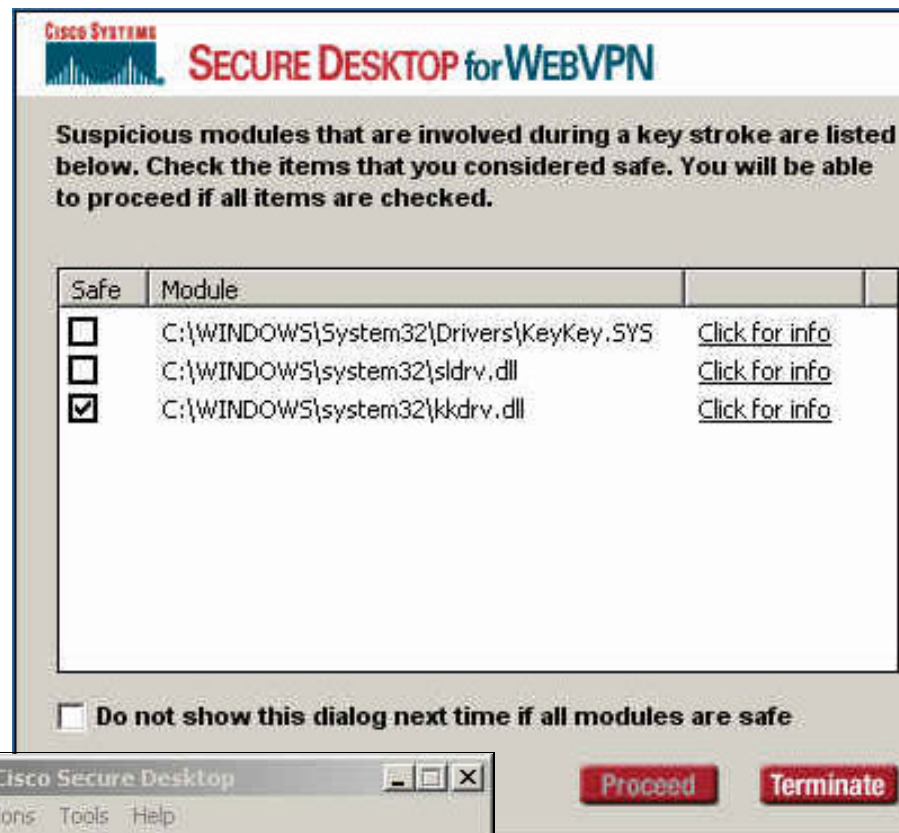 CISCO SYSTEMS
SECURE DESKTOP for WEBVPN
Suspicious modules that are involved during a key stroke are listed
below. Check the items that you considered safe. You will be able
to proceed if all items are checked.
Safe Module
C:\WINDOWS\System32\Drivers\KeyKey.SYS Click for info
C:\WINDOWS\system32\sldrv.dll Click for info
C:\WINDOWS\system32\kkdrv.dll Click for info
Do not show this dialog next time if all modules are safe
Proceed Terminate
Cisco Secure Desktop
ons Tools Help